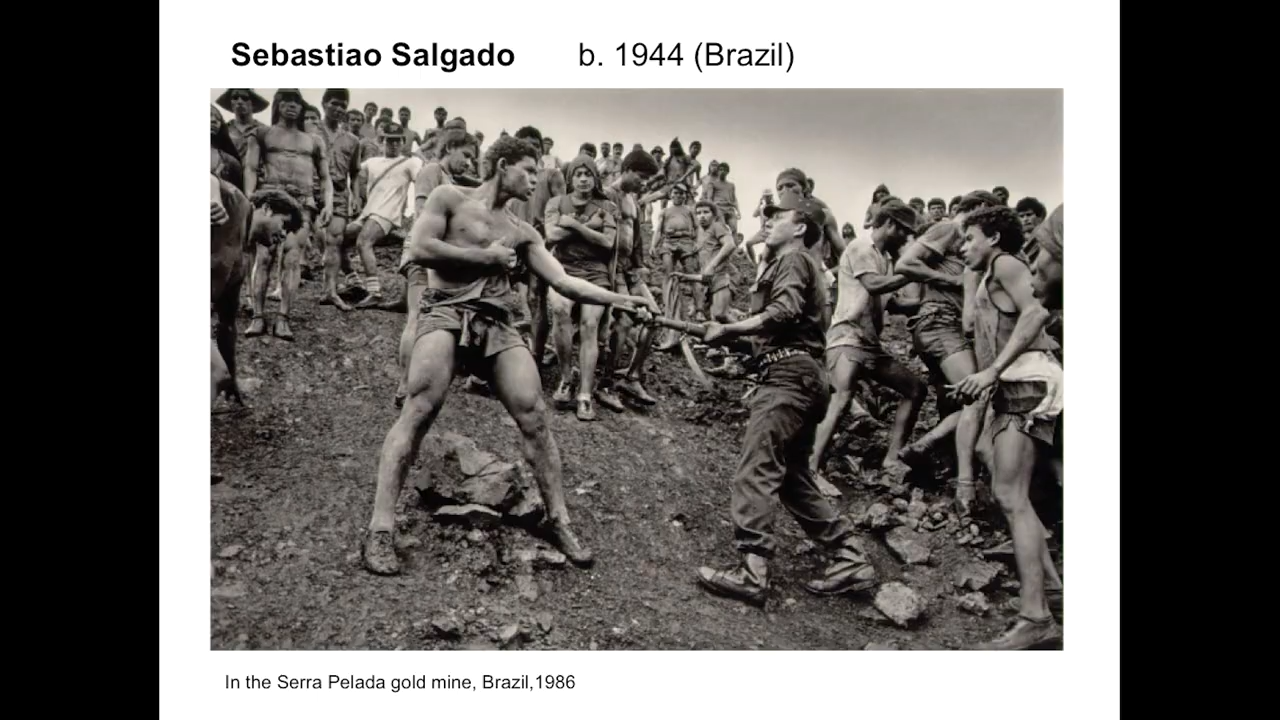 Sebastiao Salgado b. 1944 (Brazil)
In the Serra Pelada gold mine, Brazil,1986